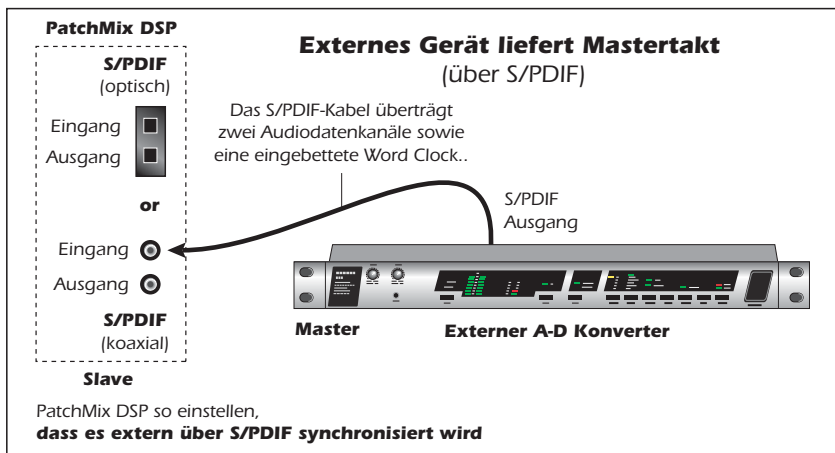 PatchMix DSP
Externes Gerät liefert Mastertakt
(über S/PDIF)
S/PDIF
(optisch)
Eingang
Ausgang
or
Eingang
Ausgang
S/PDIF
(koaxial)
Slave
Das S/PDIF-Kabel überträgt
zwei Audiodatenkanäle sowie
eine eingebettete Word Clock..
S/PDIF
Ausgang
Master
Externer A-D Konverter
PatchMix DSP so einstellen,
dass es extern über S/PDIF synchronisiert wird